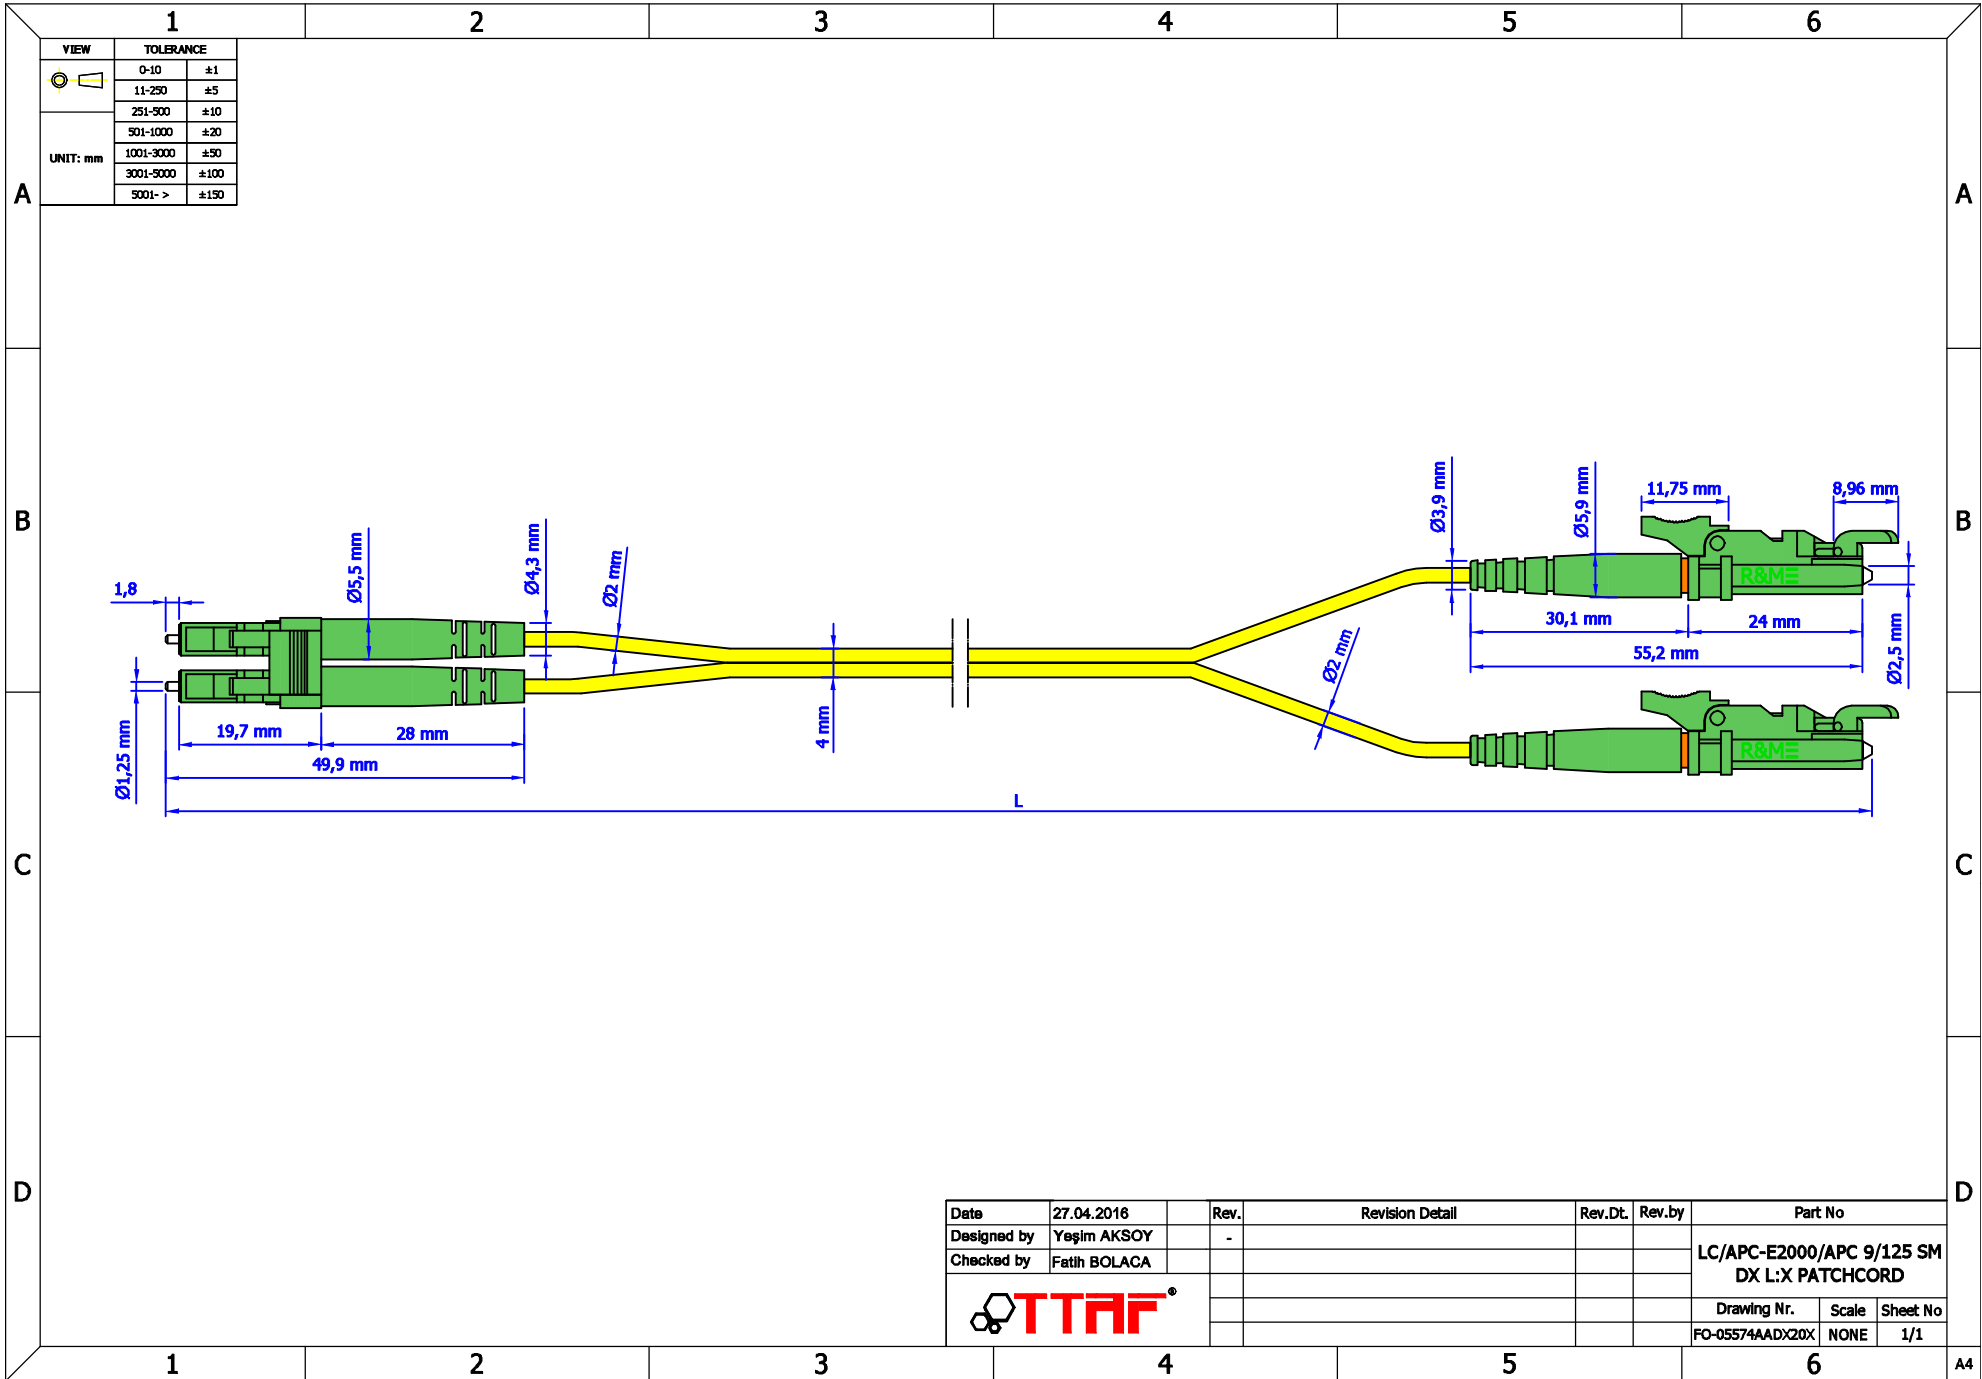 1 2 3 4 5 6
VIEW TOLERANCE
0-10 ±1
11-250 ±5
251-500 ±10
501-1000 ±20
UNIT: mm
1001-3000 ±50
3001-5000 ±100
5001- > ±150
A A
B B
C C
D D
1,8
Ø1,25 mm
Ø5,5 mm
Ø4,3 mm
Ø2 mm
19,7 mm
28 mm
49,9 mm
4 mm
L
Ø2 mm
Ø3,9 mm
Ø5,9 mm
11,75 mm
8,96 mm
R&M
30,1 mm
24 mm
55,2 mm
Ø2,5 mm
R&M
Date 27.04.2016 Rev. Revision Detail Rev.Dt. Rev.by Part No
Designed by Yeşim AKSOY -
Checked by Fatih BOLACA
LC/APC-E2000/APC 9/125 SM
DX L:X PATCHCORD
TTAF ®
Drawing Nr. Scale Sheet No
FO-05574AADX20X NONE 1/1
1 2 3 4 5 6
A4